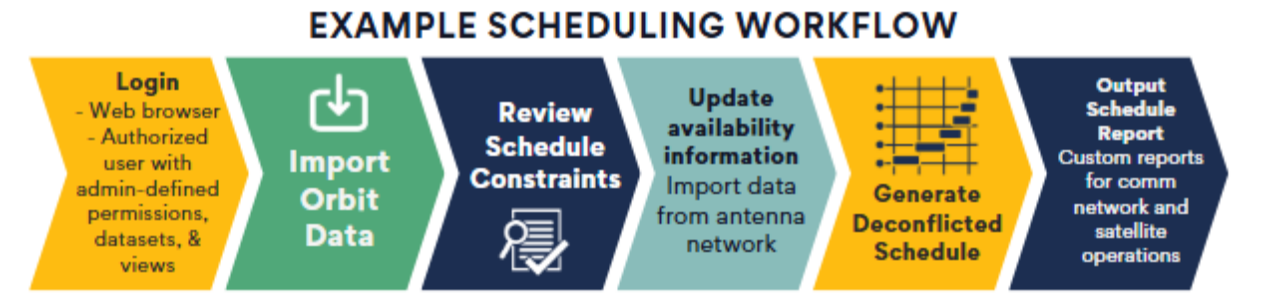 EXAMPLE SCHEDULING WORKFLOW
Login
- Web browser
- Authorized
user with
admin-defined
permissions,
datasets, &
views
Import
Orbit
Data
Review
Schedule
Constraints
Update
availability
information
Import data
from antenna
network
Generate
Deconflicted
Schedule
Output
Schedule
Report
Custom reports
for comm
network and
satellite
operations